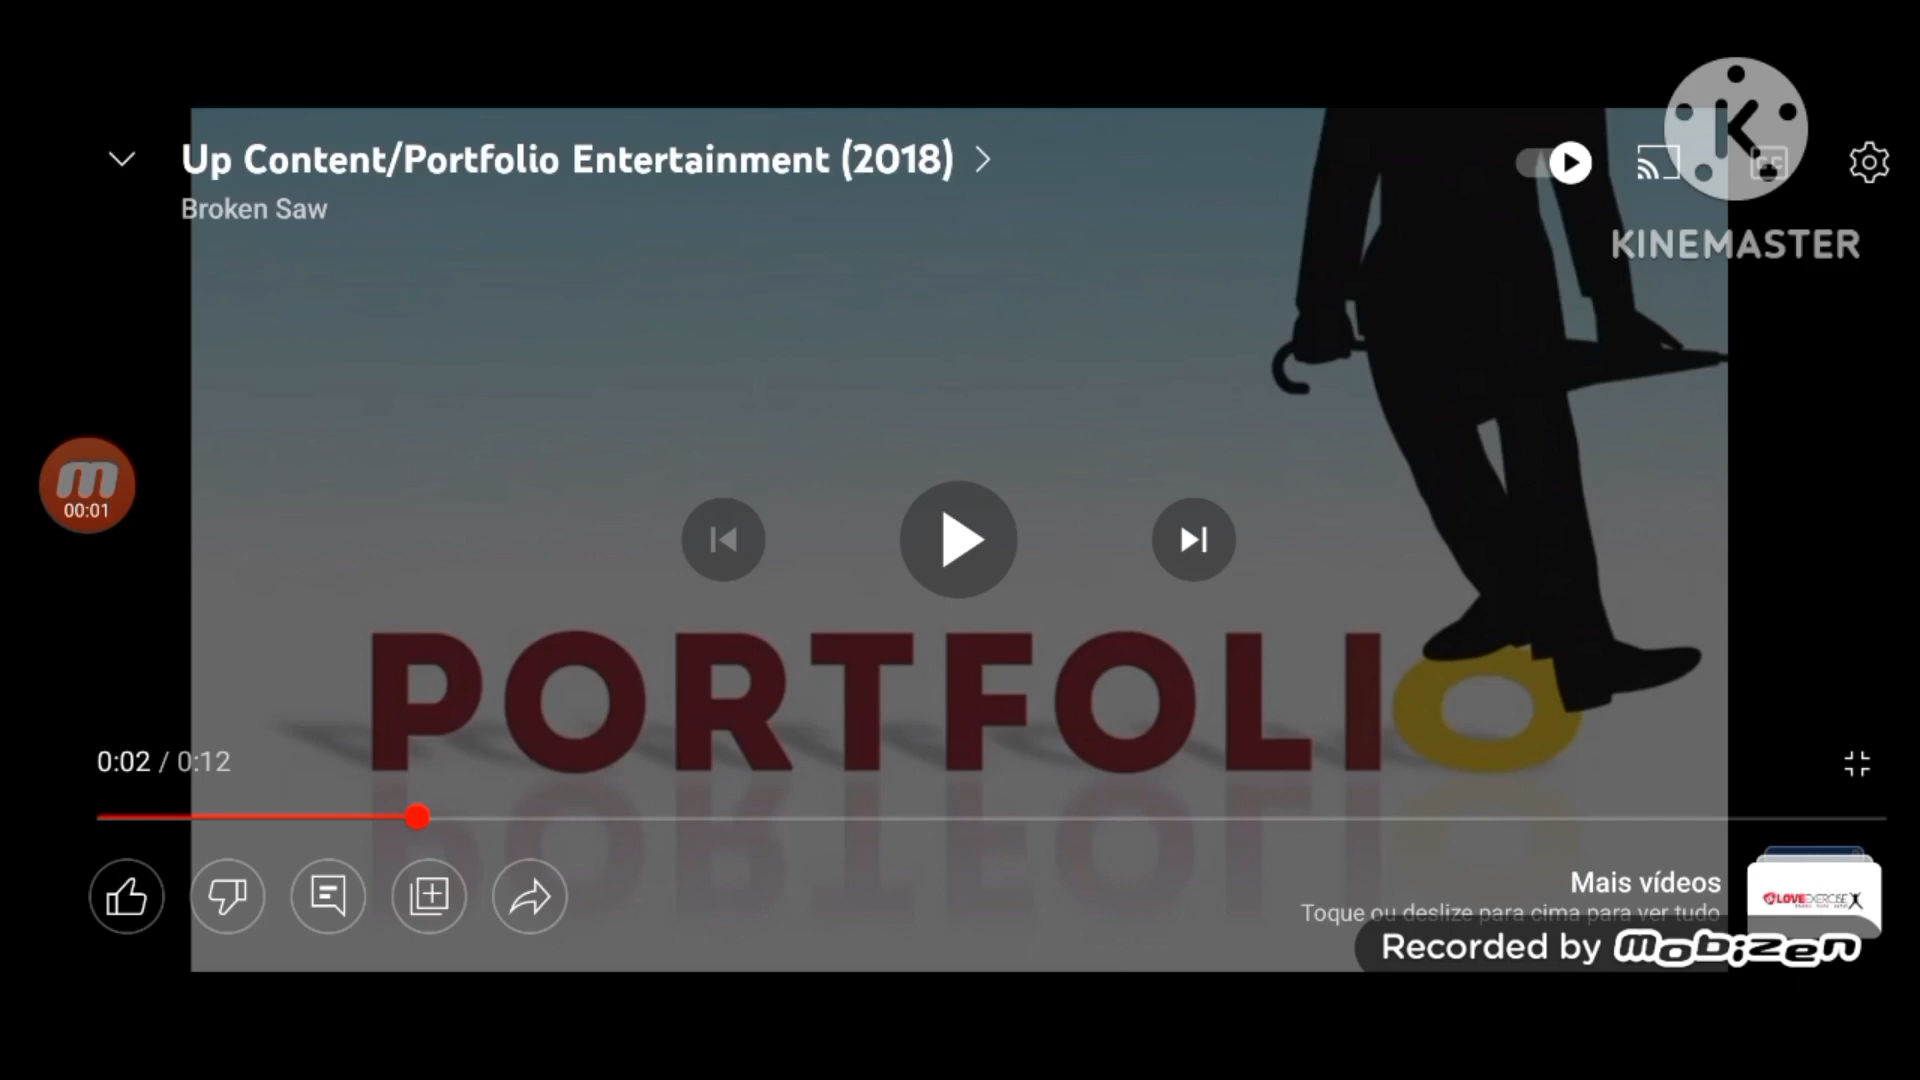 Up Content/Portfolio Entertainment (2018)
Broken Saw
KINEMASTER
00:01
PORTFOLIO
0:02 / 0:12
Mais vídeos
Toque ou deslize para cima para ver tudo
LOVEEXERCISE
Recorded by mobizen